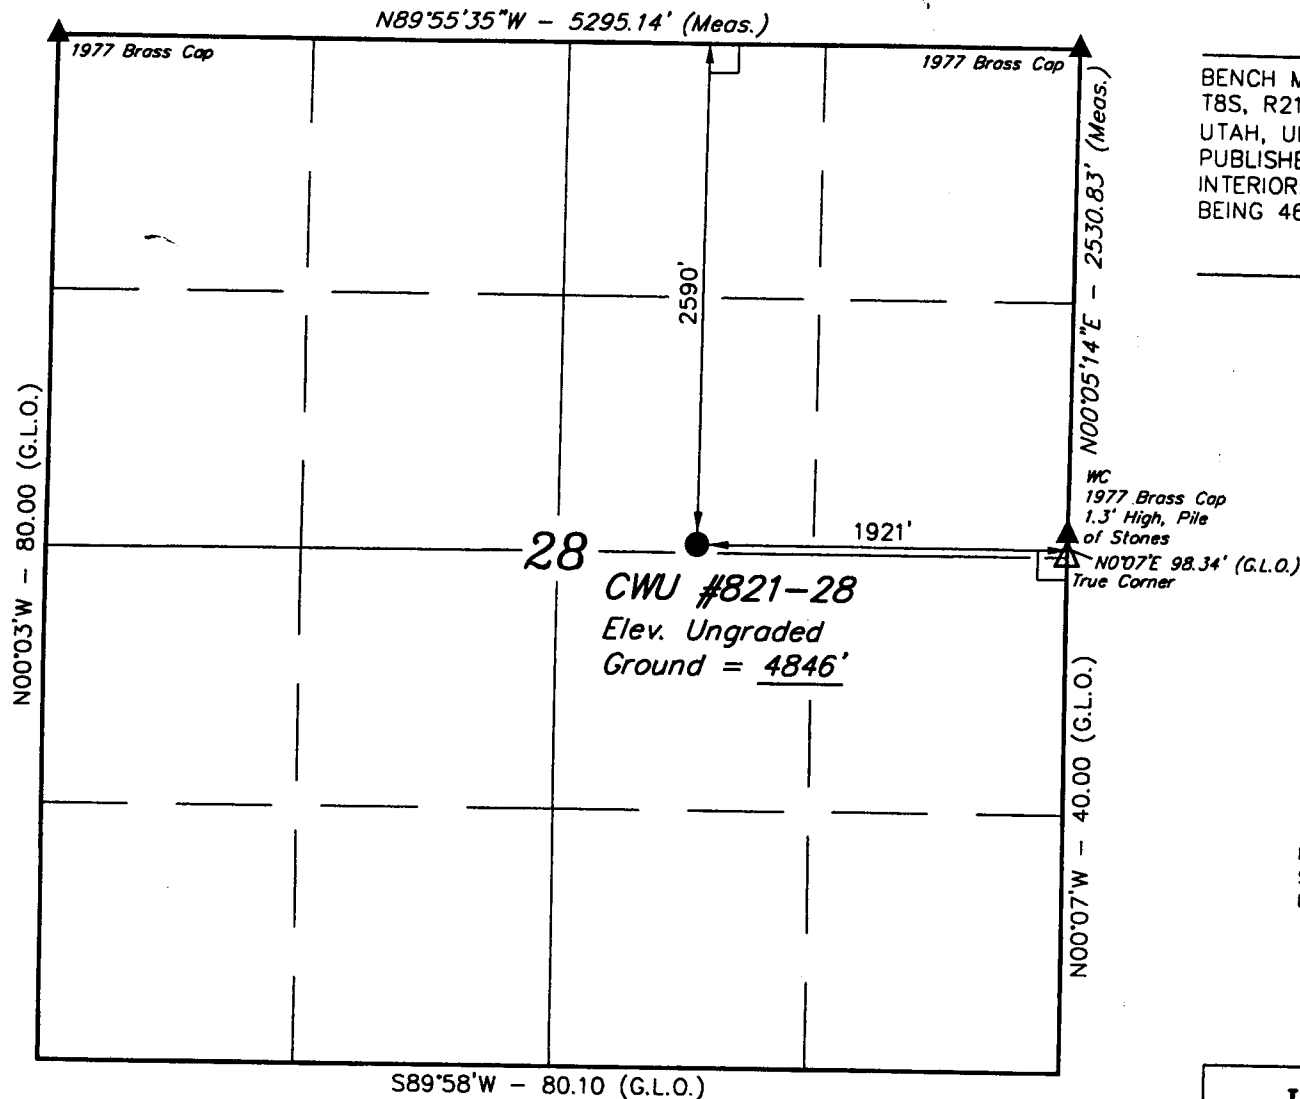 N89°55'35"W - 5295.14' (Meas.)
1977 Brass Cap
1977 Brass Cap
BENCH M
T8S, R21
UTAH, U
PUBLISHE
INTERIOR
BEING 46
N00°05'14"E - 2530.83' (Meas.)
2590'
N00°03'W - 80.00 (G.L.O.)
WC
1977 Brass Cap
1.3' High, Pile
of Stones
N0°07'E 98.34' (G.L.O.)
True Corner
1921'
28
CWU #821-28
Elev. Ungraded
Ground = 4846'
N00°07'W - 40.00 (G.L.O.)
S89°58'W - 80.10 (G.L.O.)